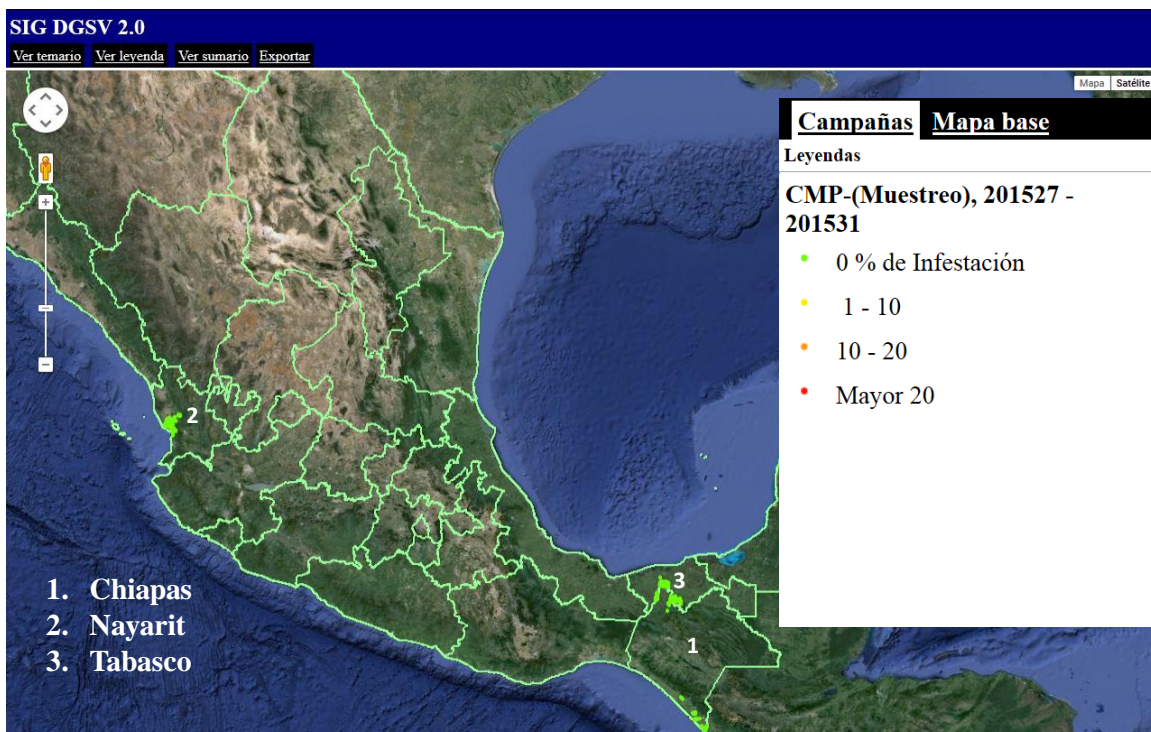 SIG DGSV 2.0
Ver temario Ver leyenda Ver sumario Exportar
Mapa Satélite
Campañas Mapa base
Leyendas
CMP-(Muestreo), 201527 -
201531
0 % de Infestación
1 - 10
10 - 20
Mayor 20
2
3
1
1. Chiapas
2. Nayarit
3. Tabasco